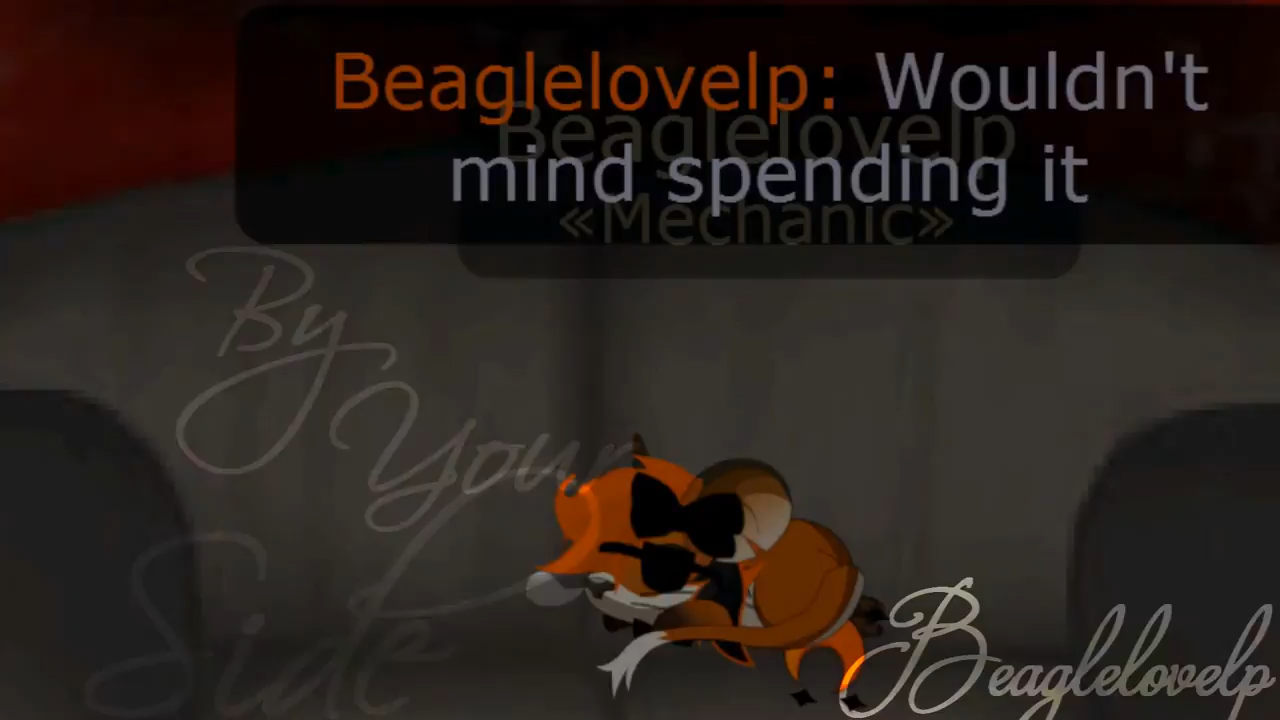 Beaglelovelp: Wouldn't
mind spending it
Beaglelovelp
«Mechanic»
By
Your
Side
Beaglelovelp